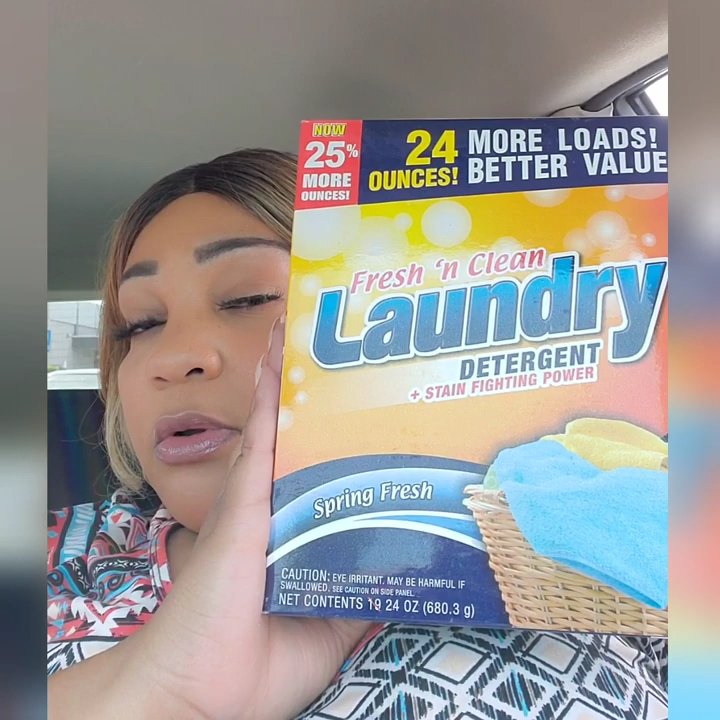 NOW
25%
MORE
OUNCES!
24
OUNCES!
MORE LOADS!
BETTER VALUE
Fresh 'n Clean
Laundry
DETERGENT
+ STAIN FIGHTING POWER
Spring Fresh
CAUTION: EYE IRRITANT. MAY BE HARMFUL IF
SWALLOWED. SEE CAUTION ON SIDE PANEL.
NET CONTENTS 19 24 OZ (680.3 g)